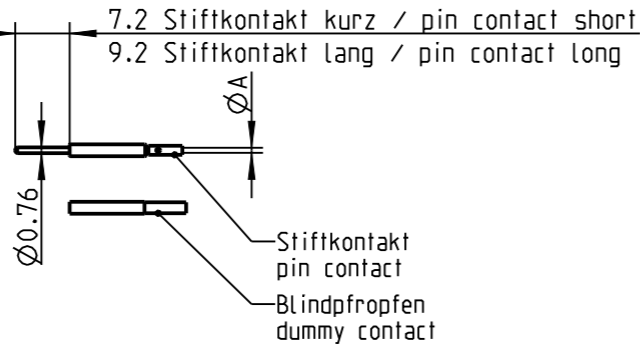 7.2 Stiftkontakt kurz / pin contact short
9.2 Stiftkontakt lang / pin contact long
ØA
Ø0.76
Stiftkontakt
pin contact
Blindpfropfen
dummy contact